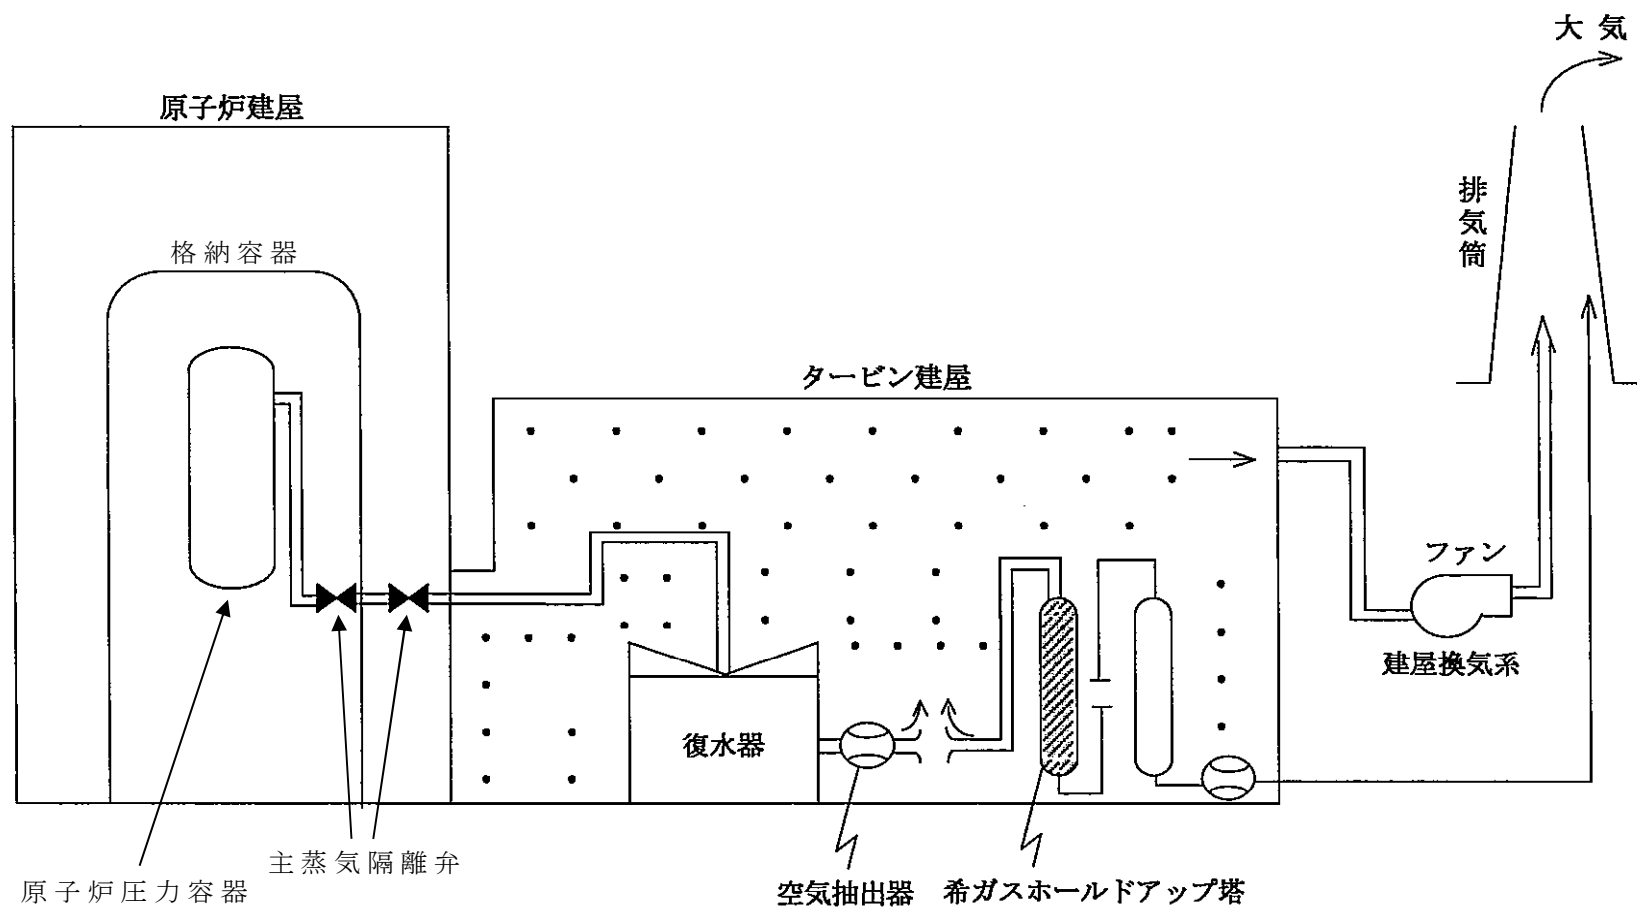 大気
原子炉建屋
排気筒
格納容器
タービン建屋
ファン
建屋換気系
復水器
主蒸気隔離弁
原子炉圧力容器
空気抽出器
希ガスホールドアップ塔